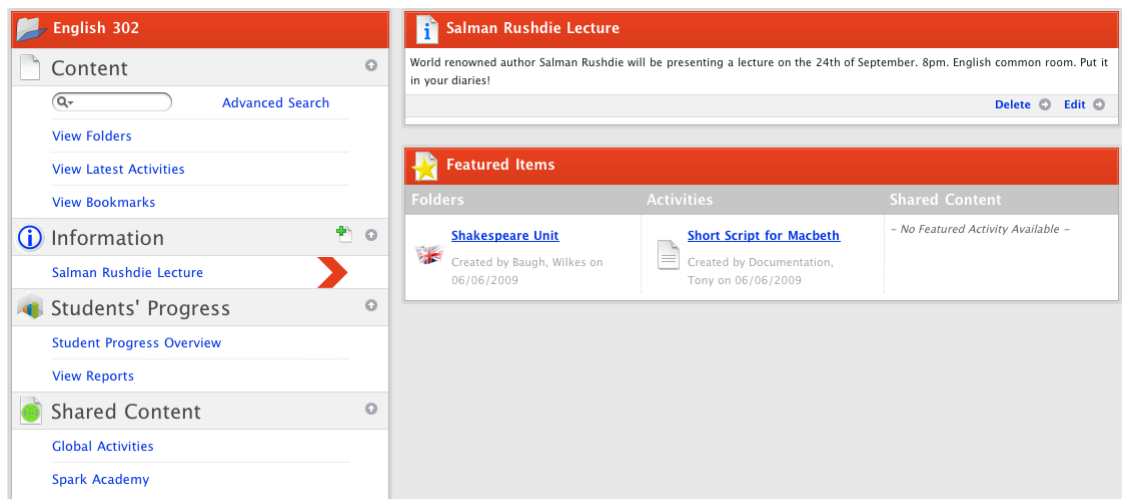 English 302
Content
Advanced Search
View Folders
View Latest Activities
View Bookmarks
Information
Salman Rushdie Lecture
Students' Progress
Student Progress Overview
View Reports
Shared Content
Global Activities
Spark Academy
Salman Rushdie Lecture
World renowned author Salman Rushdie will be presenting a lecture on the 24th of September. 8pm. English common room. Put it
in your diaries!
Delete Edit
Featured Items
Folders Activities Shared Content
Shakespeare Unit
Created by Baugh, Wilkes on
06/06/2009
Short Script for Macbeth
Created by Documentation,
Tony on 06/06/2009
- No Featured Activity Available -